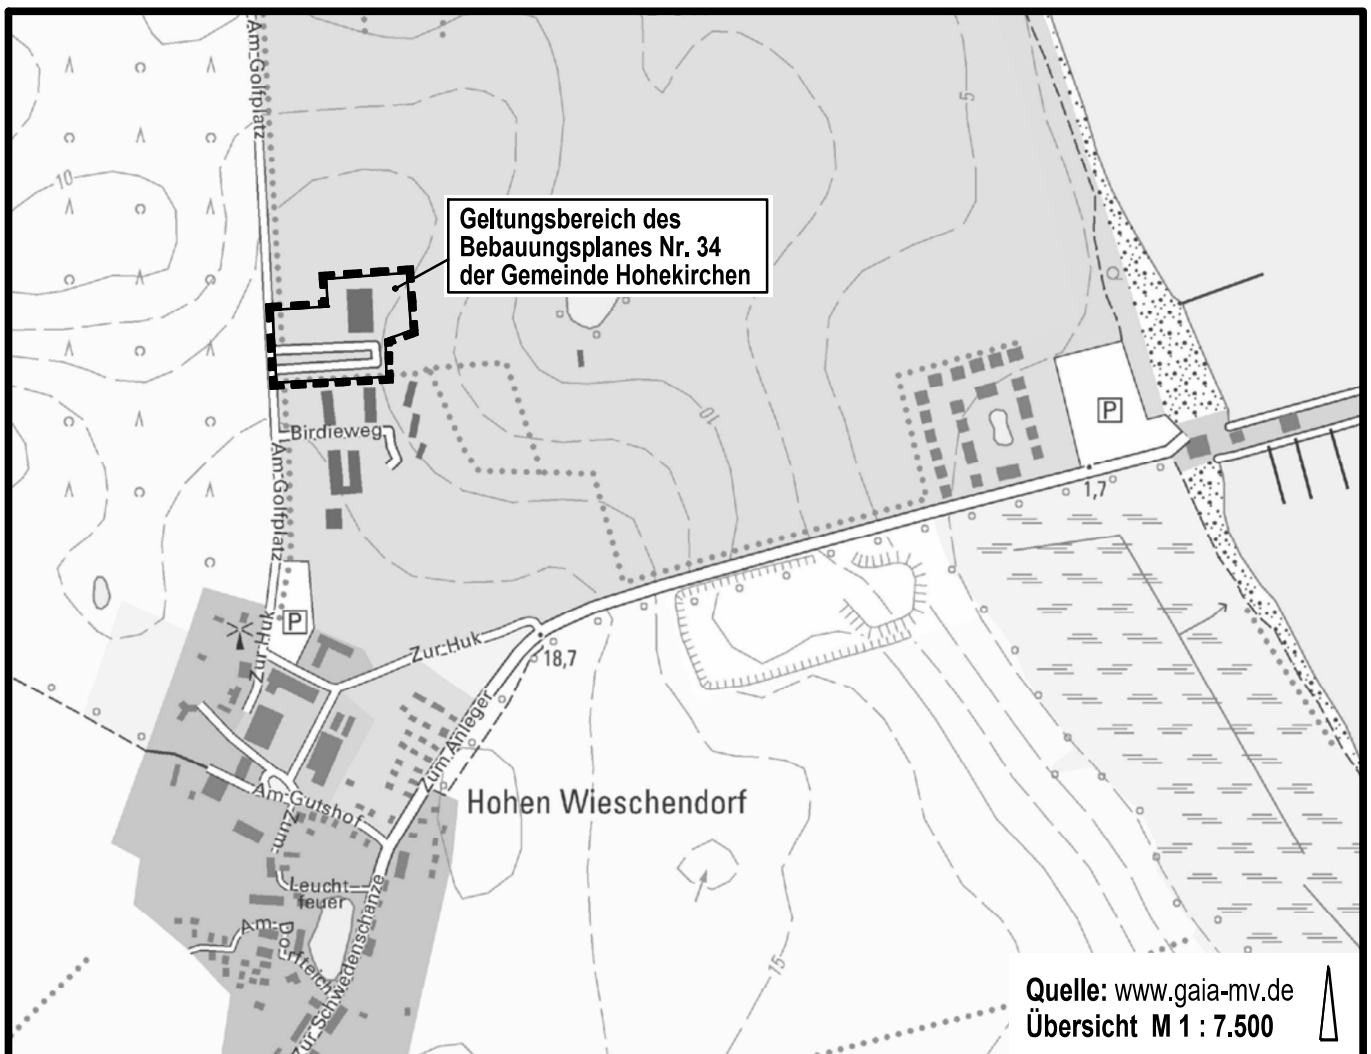 Am-Golfplatz
5
10
Geltungsbereich des
Bebauungsplanes Nr. 34
der Gemeinde Hohekirchen
10
P
Birdieweg
Am-Golfplatz
1,7
P
Zur Huk
Zur-Huk
18,7
Zum Anleger
Am-Gutshof
Hohen Wieschendorf
Zum-
Leucht-
feuer
Am-Dorfteich
Zur Schwedenschanze
15
Quelle: www.gaia-mv.de
Übersicht M 1 : 7.500